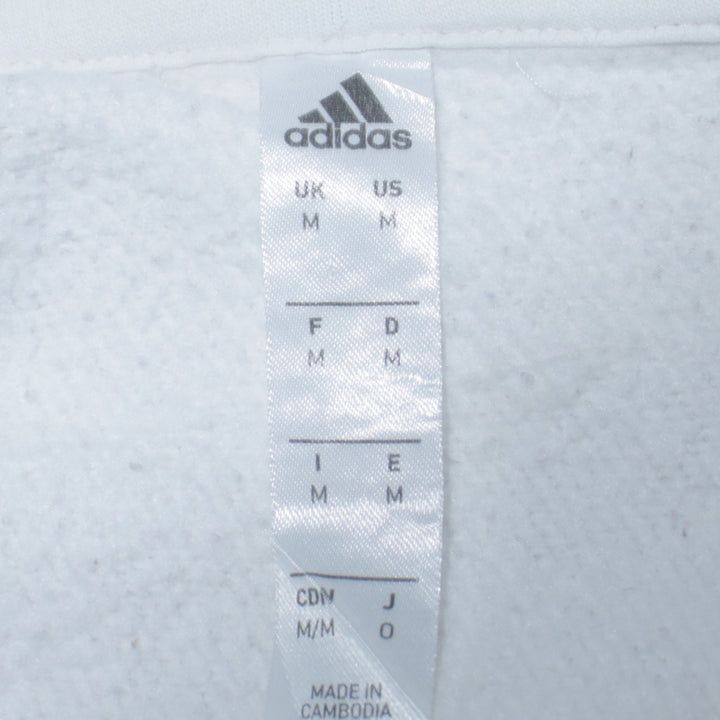 adidas
UK US
M M
F D
M M
I E
M M
CDN J
M/M O
MADE IN
CAMBODIA